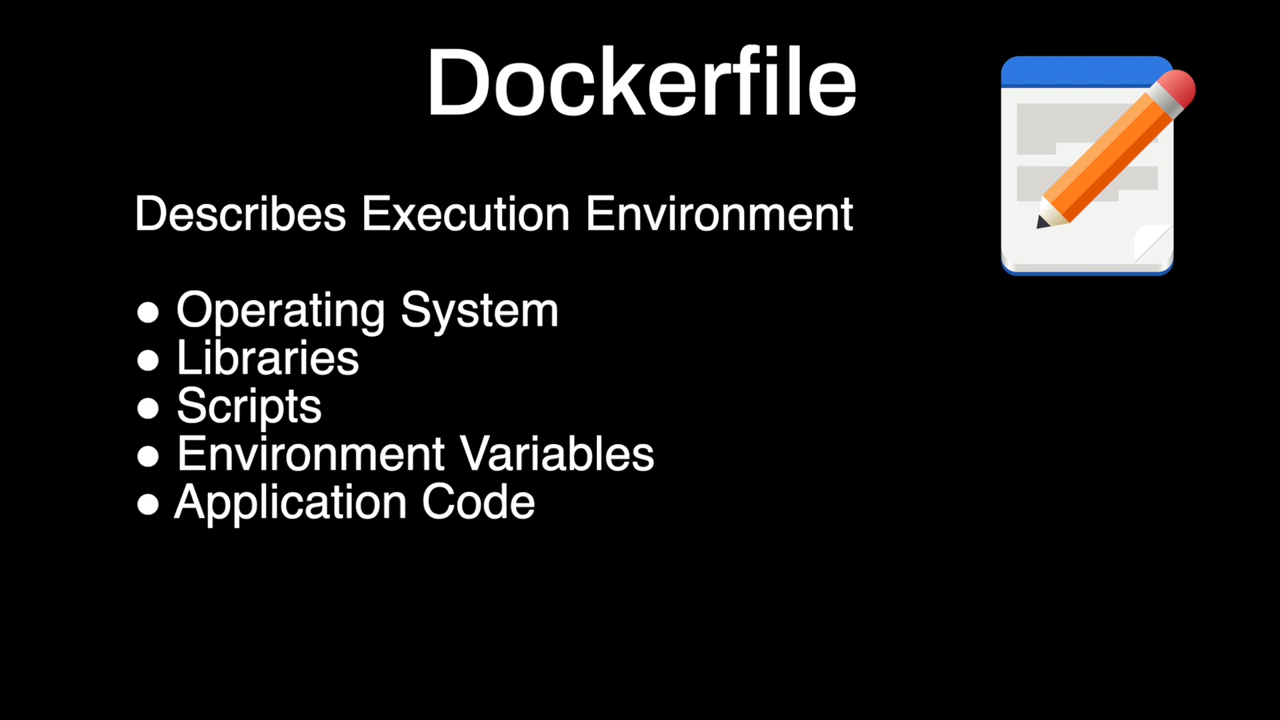 Dockerfile
Describes Execution Environment
● Operating System
● Libraries
● Scripts
● Environment Variables
● Application Code